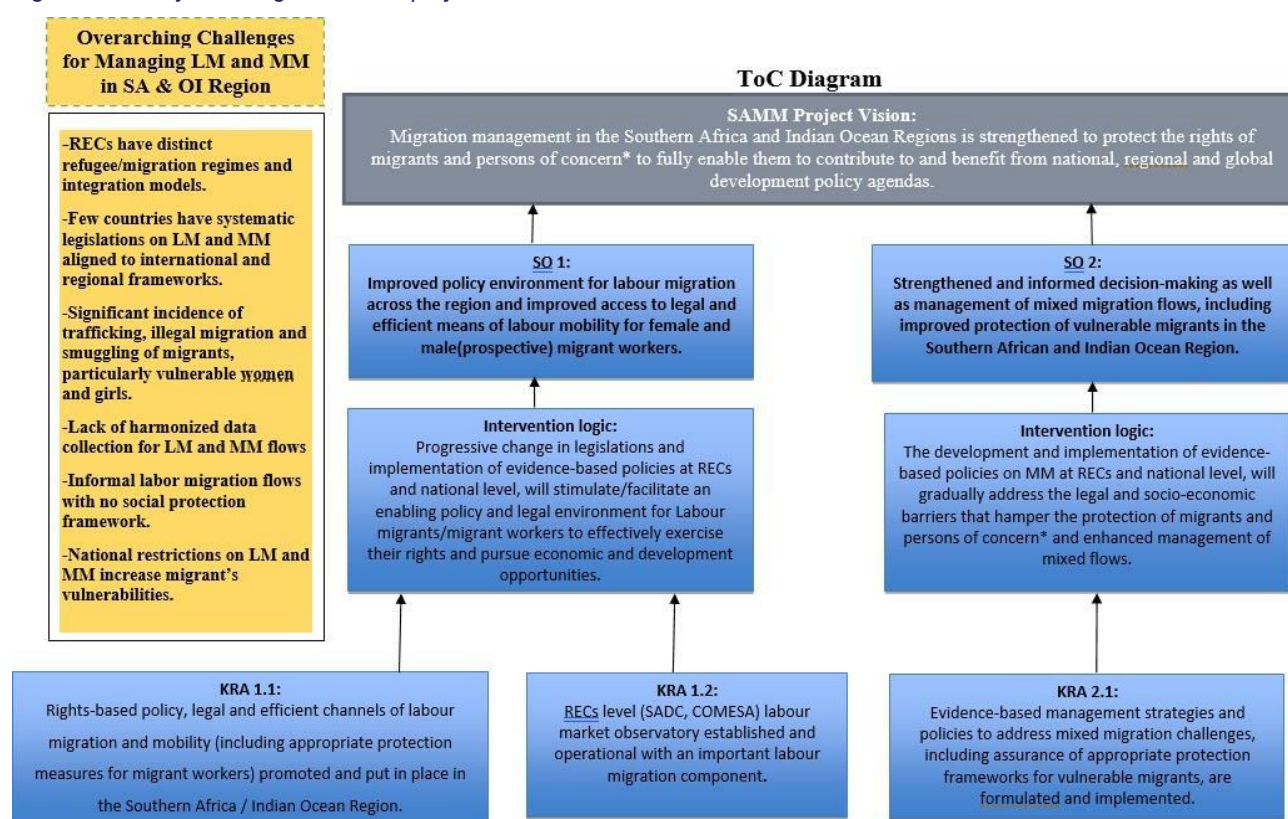 Overarching Challenges
for Managing LM and MM
in SA & OI Region
-RECs have distinct
refugee/migration regimes and
integration models.
-Few countries have systematic
legislations on LM and MM
aligned to international and
regional frameworks.
-Significant incidence of
trafficking, illegal migration and
smuggling of migrants,
particularly vulnerable women
and girls.
-Lack of harmonized data
collection for LM and MM flows
-Informal labor migration flows
with no social protection
framework.
-National restrictions on LM and
MM increase migrant's
vulnerabilities.
ToC Diagram
SAMM Project Vision:
Migration management in the Southern Africa and Indian Ocean Regions is strengthened to protect the rights of
migrants and persons of concern* to fully enable them to contribute to and benefit from national, regional and global
development policy agendas.
SO 1:
Improved policy environment for labour migration
across the region and improved access to legal and
efficient means of labour mobility for female and
male(prospective) migrant workers.
SO 2:
Strengthened and informed decision-making as well
as management of mixed migration flows, including
improved protection of vulnerable migrants in the
Southern African and Indian Ocean Region.
Intervention logic:
Progressive change in legislations and
implementation of evidence-based policies at RECs
and national level, will stimulate/facilitate an
enabling policy and legal environment for Labour
migrants/migrant workers to effectively exercise
their rights and pursue economic and development
opportunities.
Intervention logic:
The development and implementation of evidence-
based policies on MM at RECs and national level, will
gradually address the legal and socio-economic
barriers that hamper the protection of migrants and
persons of concern* and enhanced management of
mixed flows.
KRA 1.1:
Rights-based policy, legal and efficient channels of labour
migration and mobility (including appropriate protection
measures for migrant workers) promoted and put in place in
the Southern Africa / Indian Ocean Region.
KRA 1.2:
RECs level (SADC, COMESA) labour
market observatory established and
operational with an important labour
migration component.
KRA 2.1:
Evidence-based management strategies and
policies to address mixed migration challenges,
including assurance of appropriate protection
frameworks for vulnerable migrants, are
formulated and implemented.